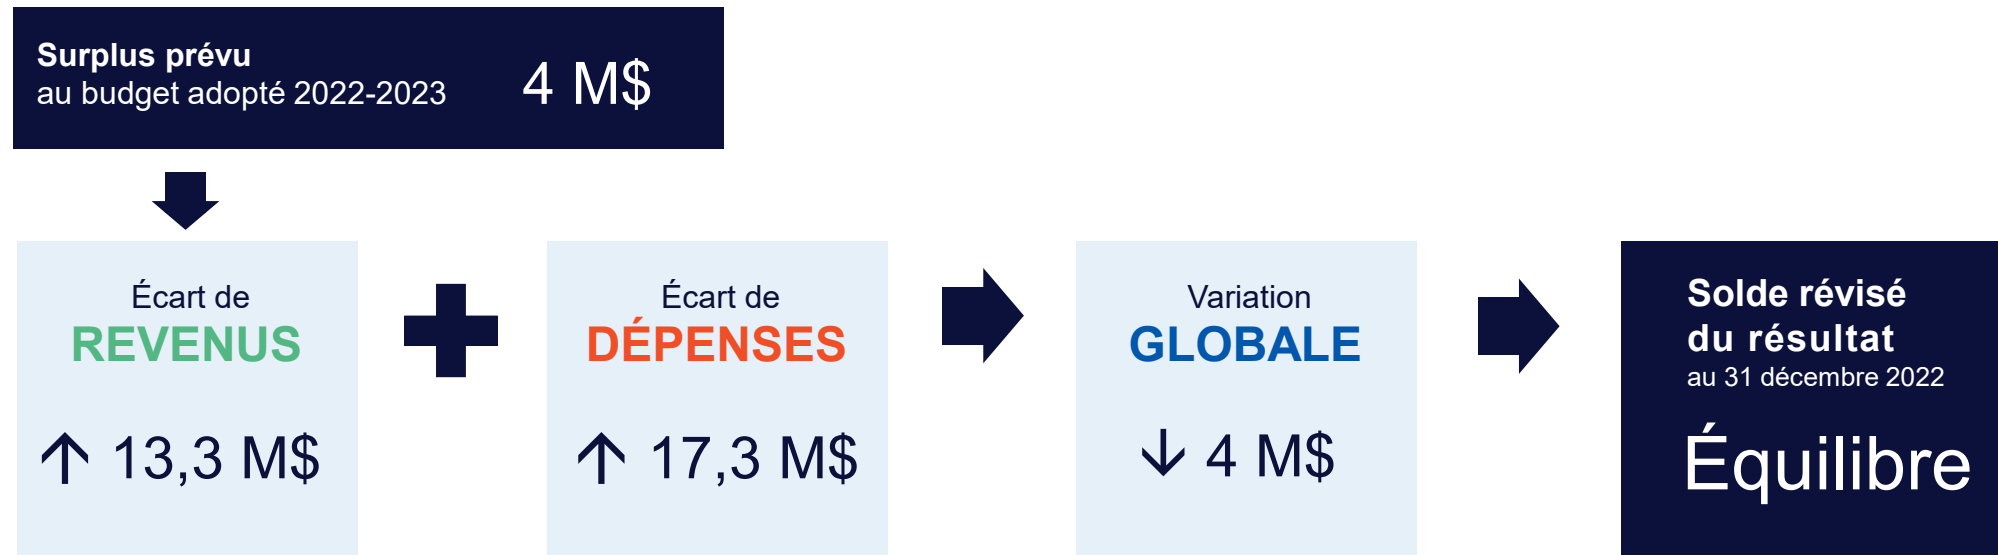 Surplus prévu
au budget adopté 2022-2023
4 M$
Écart de
REVENUS
↑ 13,3 M$
Écart de
DÉPENSES
↑ 17,3 M$
Variation
GLOBALE
↓ 4 M$
Solde révisé
du résultat
au 31 décembre 2022
Équilibre